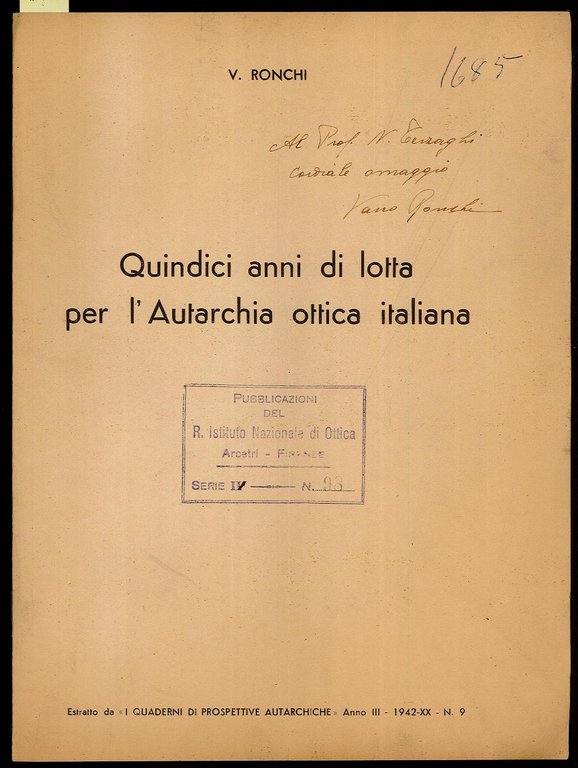 V. RONCHI
1685
Al Prof. N. Terzaghi
cordiale omaggio
Vasco Ronchi
Quindici anni di lotta
per l'Autarchia ottica italiana
PUBBLICAZIONI
DEL
R. Istituto Nazionale di Ottica
Arcetri - FIRENZE
SERIE IV — N. 93
Estratto da «I QUADERNI DI PROSPETTIVE AUTARCHICHE» Anno III - 1942-XX - N. 9